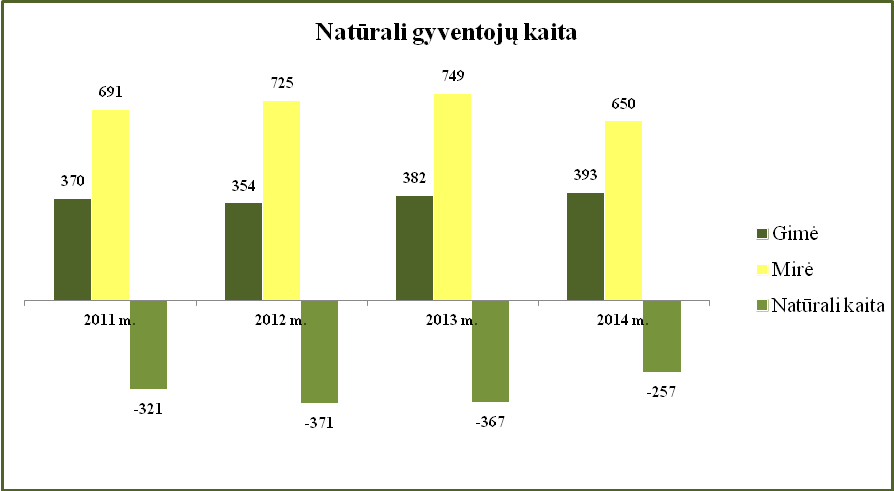 Natūrali gyventojų kaita
691
725
749
650
370
354
382
393
Gimė
Mirė
Natūrali kaita
2011 m.
2012 m.
2013 m.
2014 m.
-321
-371
-367
-257